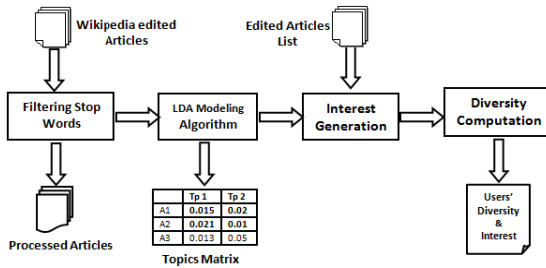 Wikipedia edited
Articles
Edited Articles
List
Filtering Stop
Words
LDA Modeling
Algorithm
Interest
Generation
Diversity
Computation
Processed Articles
Tp 1 Tp 2
A1 0.015 0.02
A2 0.021 0.01
A3 0.013 0.05
Topics Matrix
Users'
Diversity
&
Interest